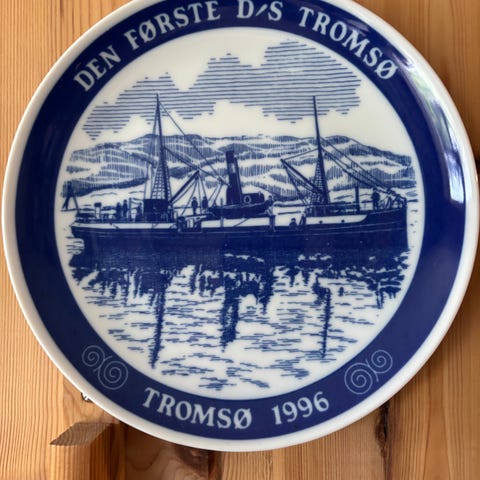 DEN FØRSTE D/S TROMSØ
TROMSØ 1996